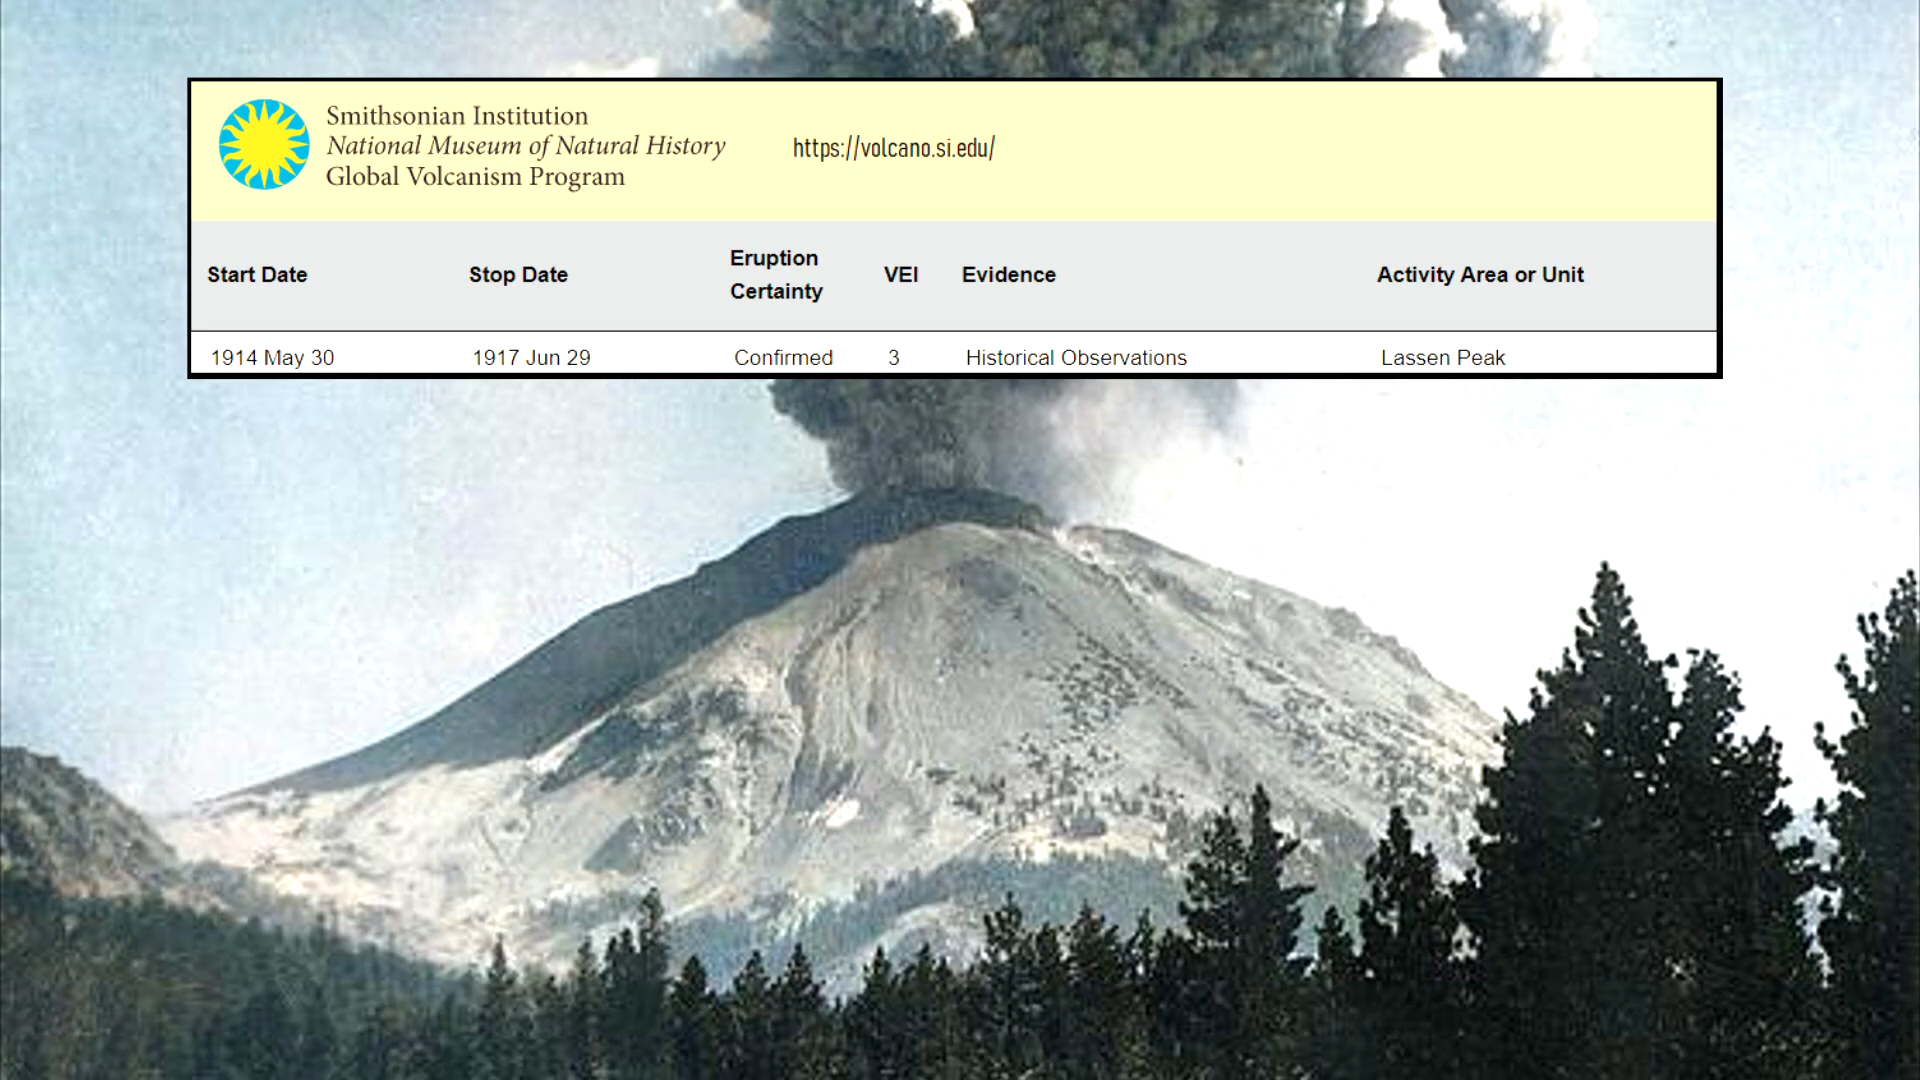 Smithsonian Institution
National Museum of Natural History
Global Volcanism Program
https://volcano.si.edu/
Start Date Stop Date Eruption Certainty VEI Evidence Activity Area or Unit
1914 May 30 1917 Jun 29 Confirmed 3 Historical Observations Lassen Peak